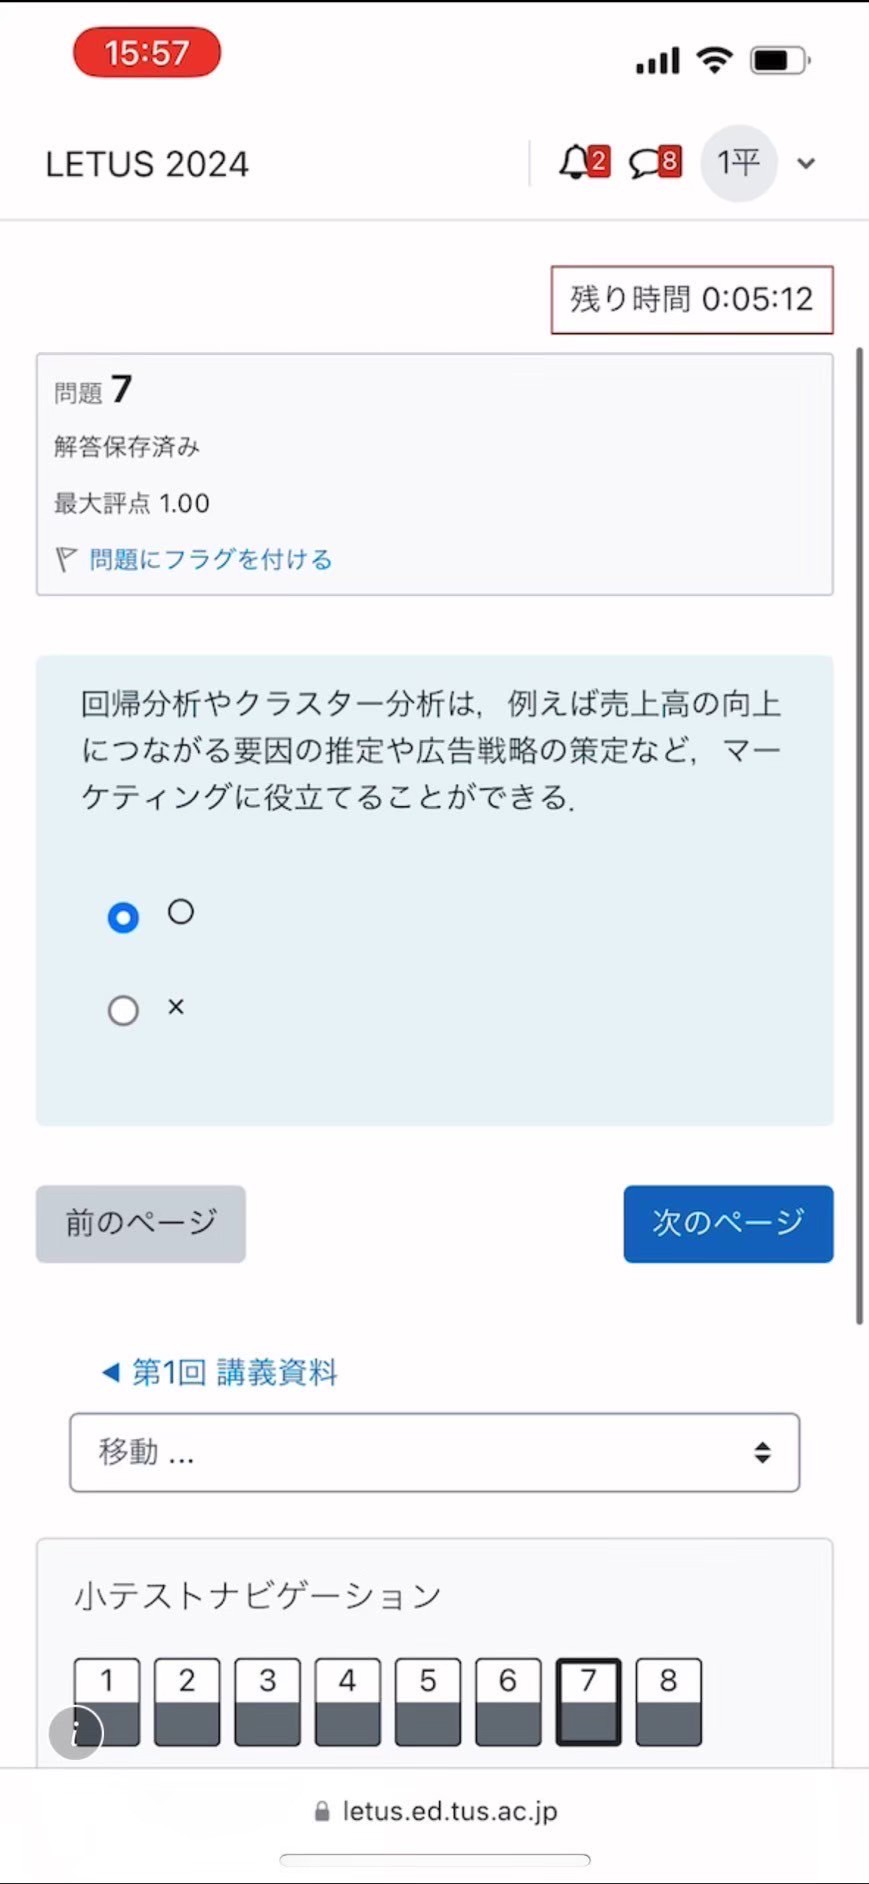 15:57
LETUS 2024
2
8
1平
残り時間 0:05:12
問題 7
解答保存済み
最大評点 1.00
問題にフラグを付ける
回帰分析やクラスター分析は，例えば売上高の向上
につながる要因の推定や広告戦略の策定など，マー
ケティングに役立てることができる．
○
×
前のページ
次のページ
◀ 第1回 講義資料
移動 ...
小テストナビゲーション
1 2 3 4 5 6 7 8
i
letus.ed.tus.ac.jp